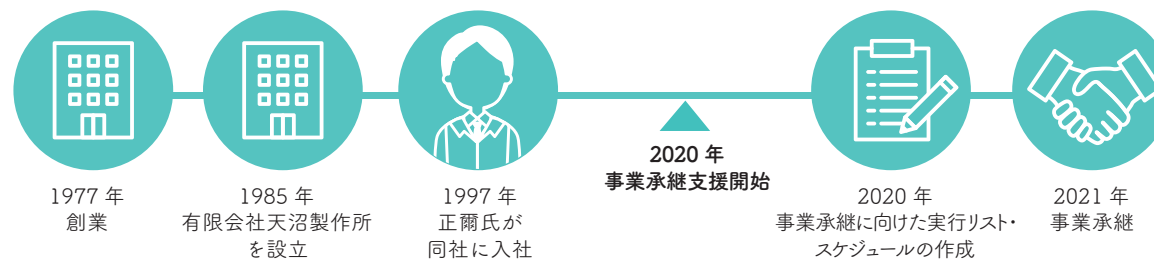 1977 年
創業
1985 年
有限会社天沼製作所
を設立
1997 年
正爾氏が
同社に入社
2020 年
事業承継支援開始
2020 年
事業承継に向けた実行リスト・
スケジュールの作成
2021 年
事業承継